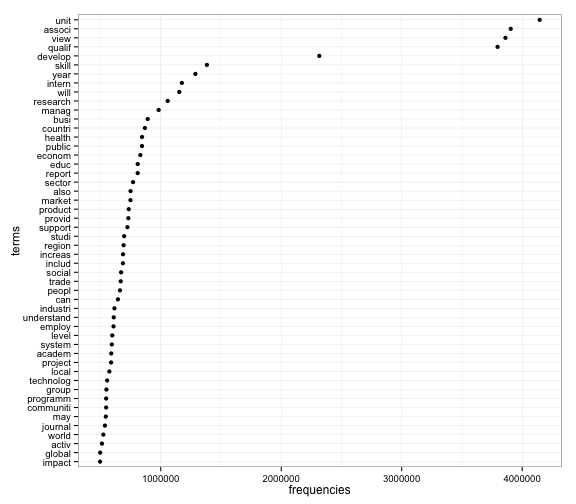 unit
associ
view
qualif
develop
skill
year
intern
will
research
manag
busi
countri
health
public
econom
educ
report
sector
also
market
product
provid
support
studi
region
increas
includ
social
trade
peopl
can
industri
understand
employ
level
system
academ
project
local
technolog
group
programm
communiti
may
journal
world
activ
global
impact
terms
1000000 2000000 3000000 4000000
frequencies